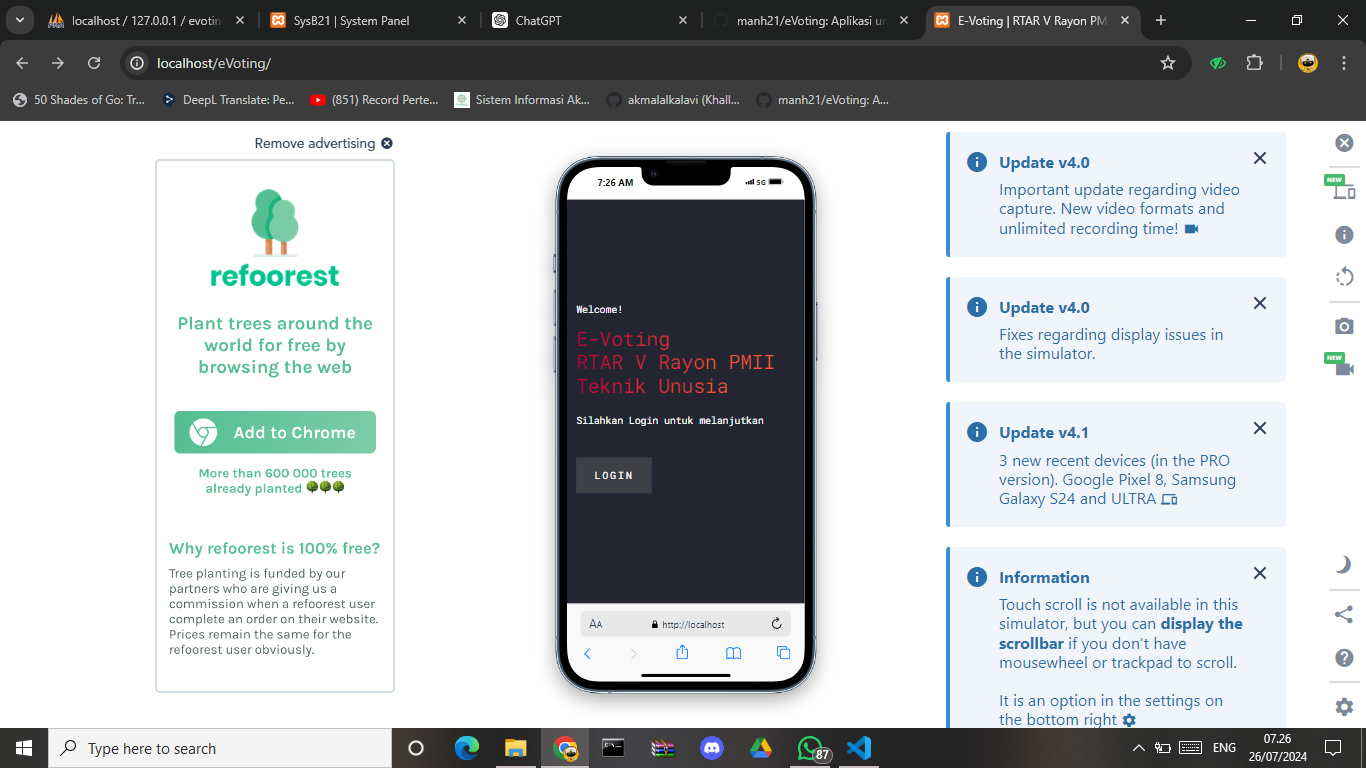 localhost / 127.0.0.1 / evoting
SysB21 | System Panel
ChatGPT
manh21/eVoting: Aplikasi un
E-Voting | RTAR V Rayon PM
localhost/eVoting/
50 Shades of Go: Tr...
DeepL Translate: Pe...
(851) Record Perte...
Sistem Informasi Ak...
akmalalkalavi (Khall...
manh21/eVoting: A...
Remove advertising
refoorest
Plant trees around the
world for free by
browsing the web
Add to Chrome
More than 600 000 trees
already planted
Why refoorest is 100% free?
Tree planting is funded by our
partners who are giving us a
commission when a refoorest user
complete an order on their website.
Prices remain the same for the
refoorest user obviously.
7:26 AM
5G
Welcome!
E-Voting
RTAR V Rayon PMII
Teknik Unusia
Silahkan Login untuk melanjutkan
LOGIN
AA
http://localhost
Update v4.0
Important update regarding video
capture. New video formats and
unlimited recording time!
Update v4.0
Fixes regarding display issues in
the simulator.
Update v4.1
3 new recent devices (in the PRO
version). Google Pixel 8, Samsung
Galaxy S24 and ULTRA
Information
Touch scroll is not available in this
simulator, but you can display the
scrollbar if you don't have
mousewheel or trackpad to scroll.
It is an option in the settings on
the bottom right
NEW
NEW
Type here to search
87
ENG
07.26
26/07/2024